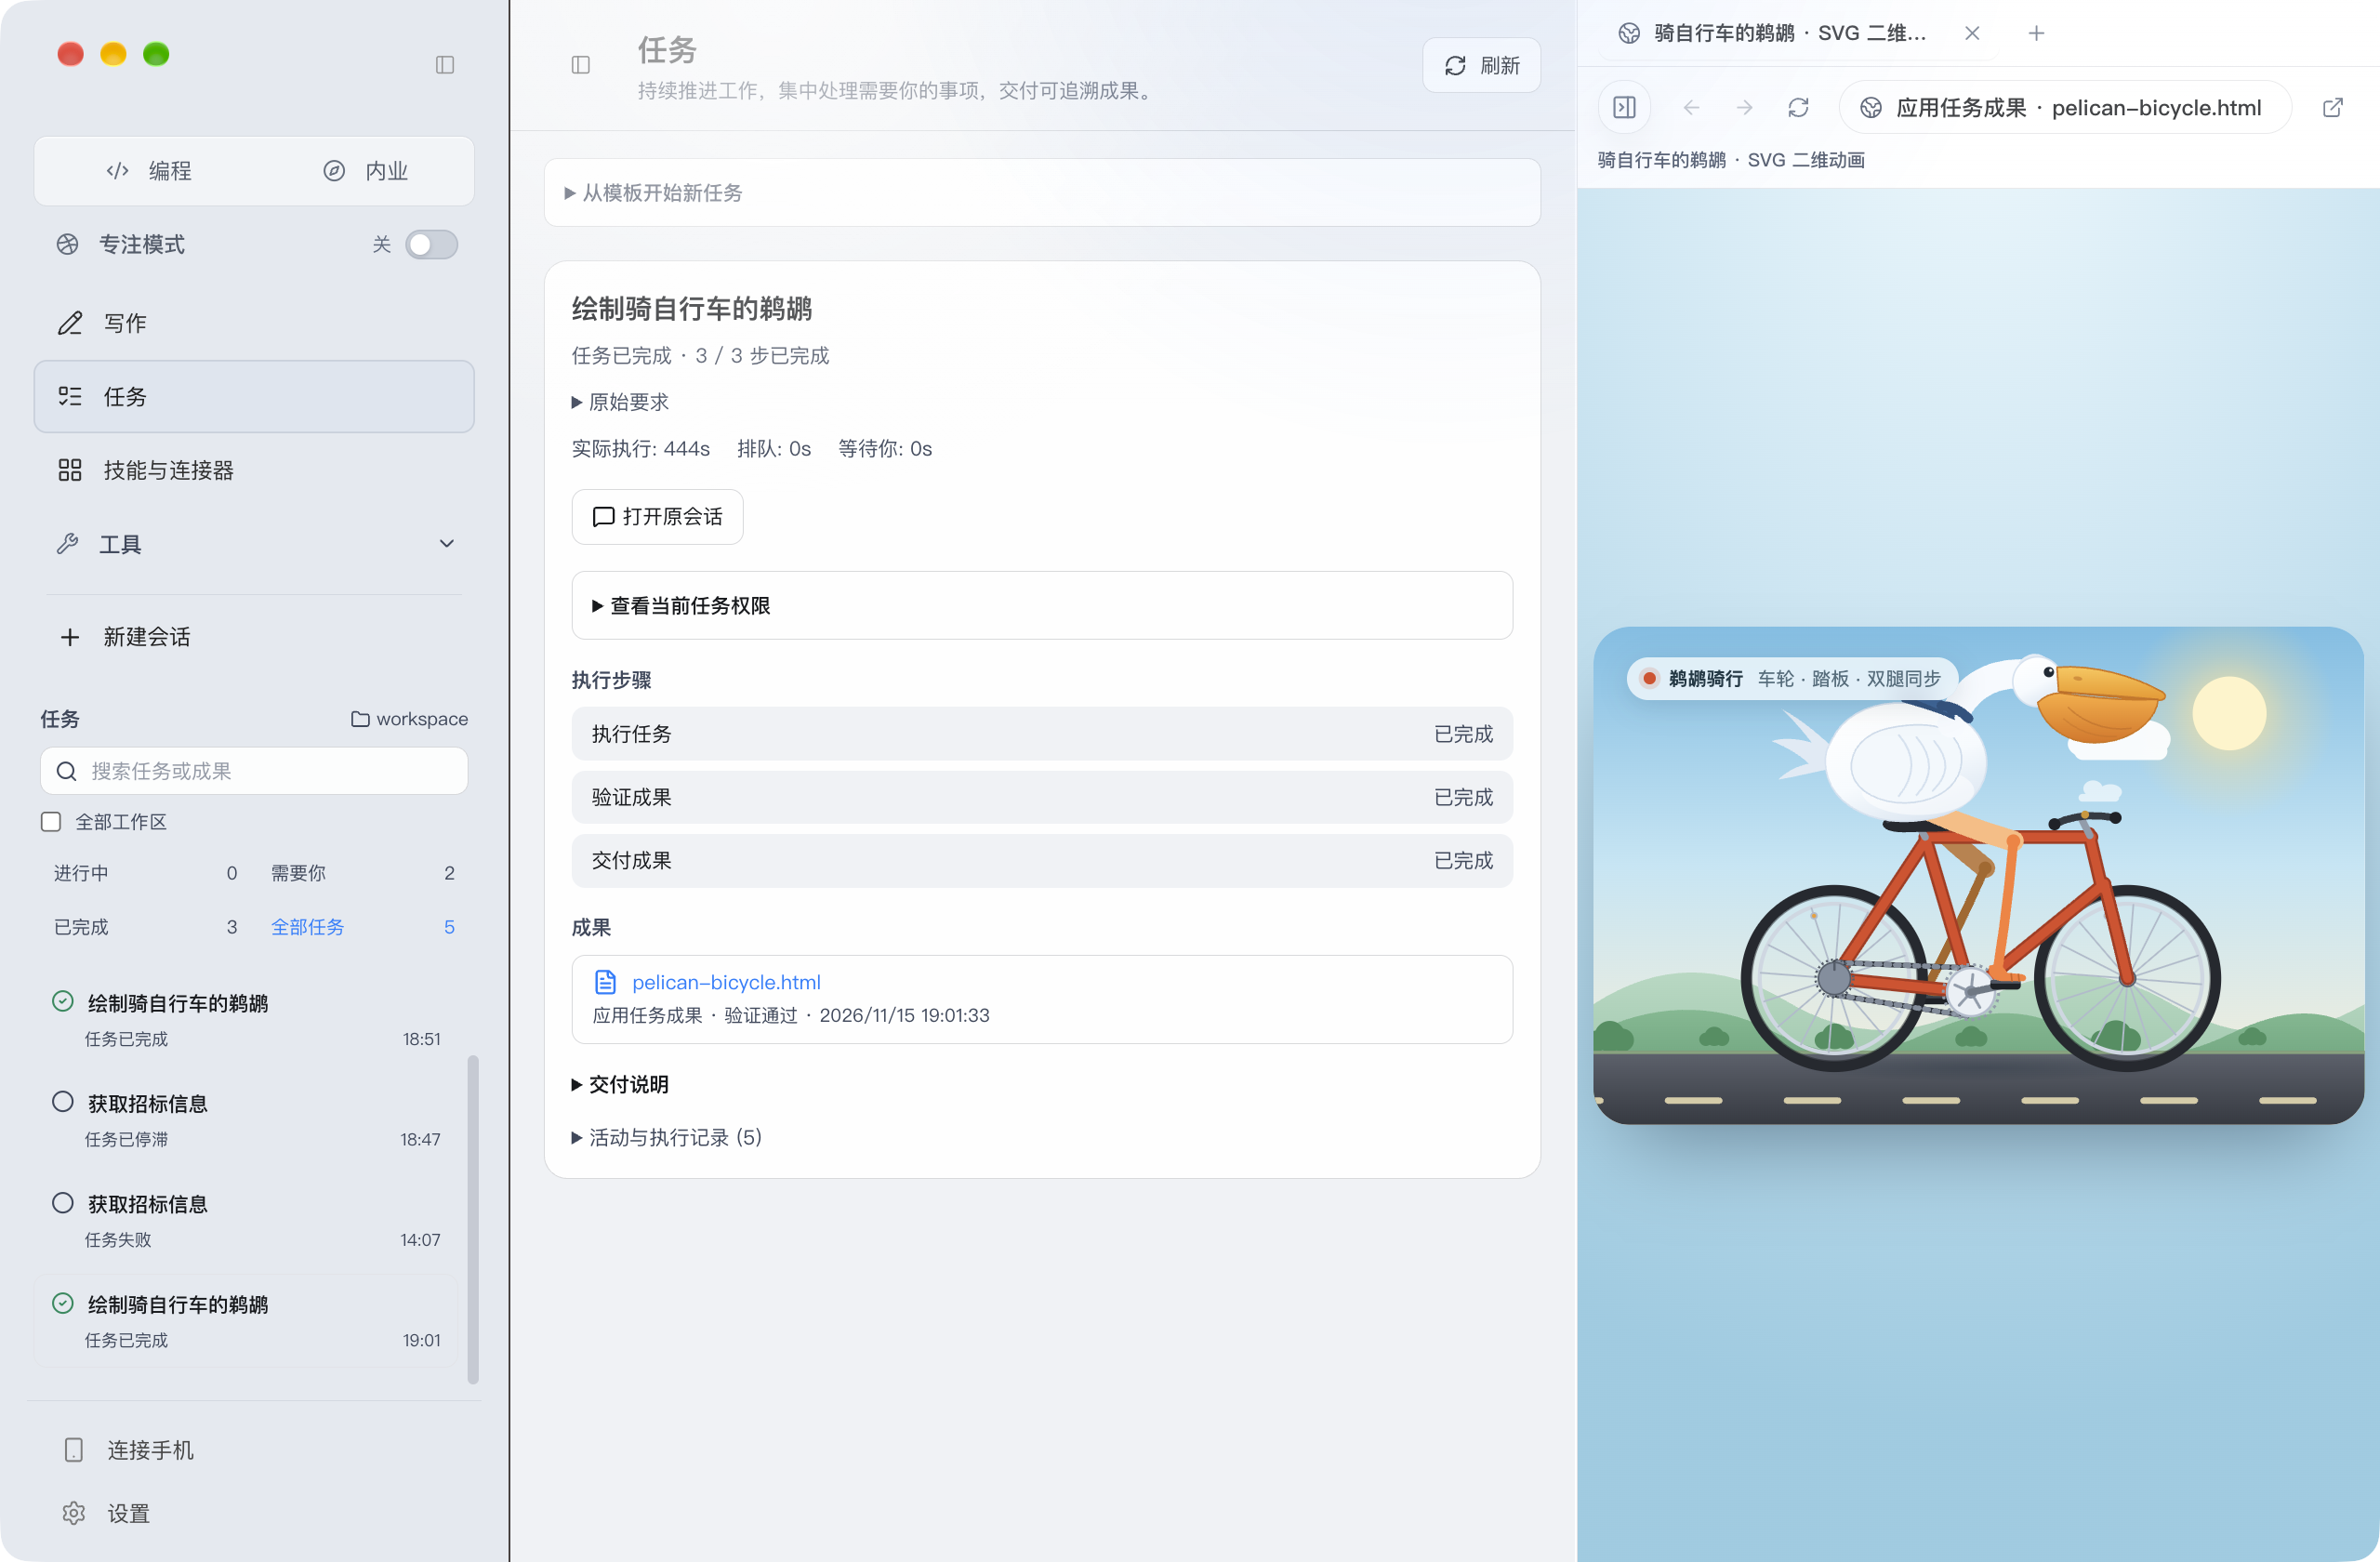 编程
内业
专注模式
关
写作
任务
技能与连接器
工具
新建会话
任务
workspace
搜索任务或成果
全部工作区
进行中 0
需要你 2
已完成 3
全部任务 5
绘制骑自行车的鹈鹕
任务已完成 18:51
获取招标信息
任务已停滞 18:47
获取招标信息
任务失败 14:07
绘制骑自行车的鹈鹕
任务已完成 19:01
连接手机
设置
任务
持续推进工作，集中处理需要你的事项，交付可追溯成果。
刷新
从模板开始新任务
绘制骑自行车的鹈鹕
任务已完成 · 3 / 3 步已完成
原始要求
实际执行: 444s 排队: 0s 等待你: 0s
打开原会话
查看当前任务权限
执行步骤
执行任务 已完成
验证成果 已完成
交付成果 已完成
成果
pelican-bicycle.html
应用任务成果 · 验证通过 · 2026/11/15 19:01:33
交付说明
活动与执行记录 (5)
骑自行车的鹈鹕 · SVG 二维...
应用任务成果 · pelican-bicycle.html
骑自行车的鹈鹕 · SVG 二维动画
鹈鹕骑行 车轮 · 踏板 · 双腿同步